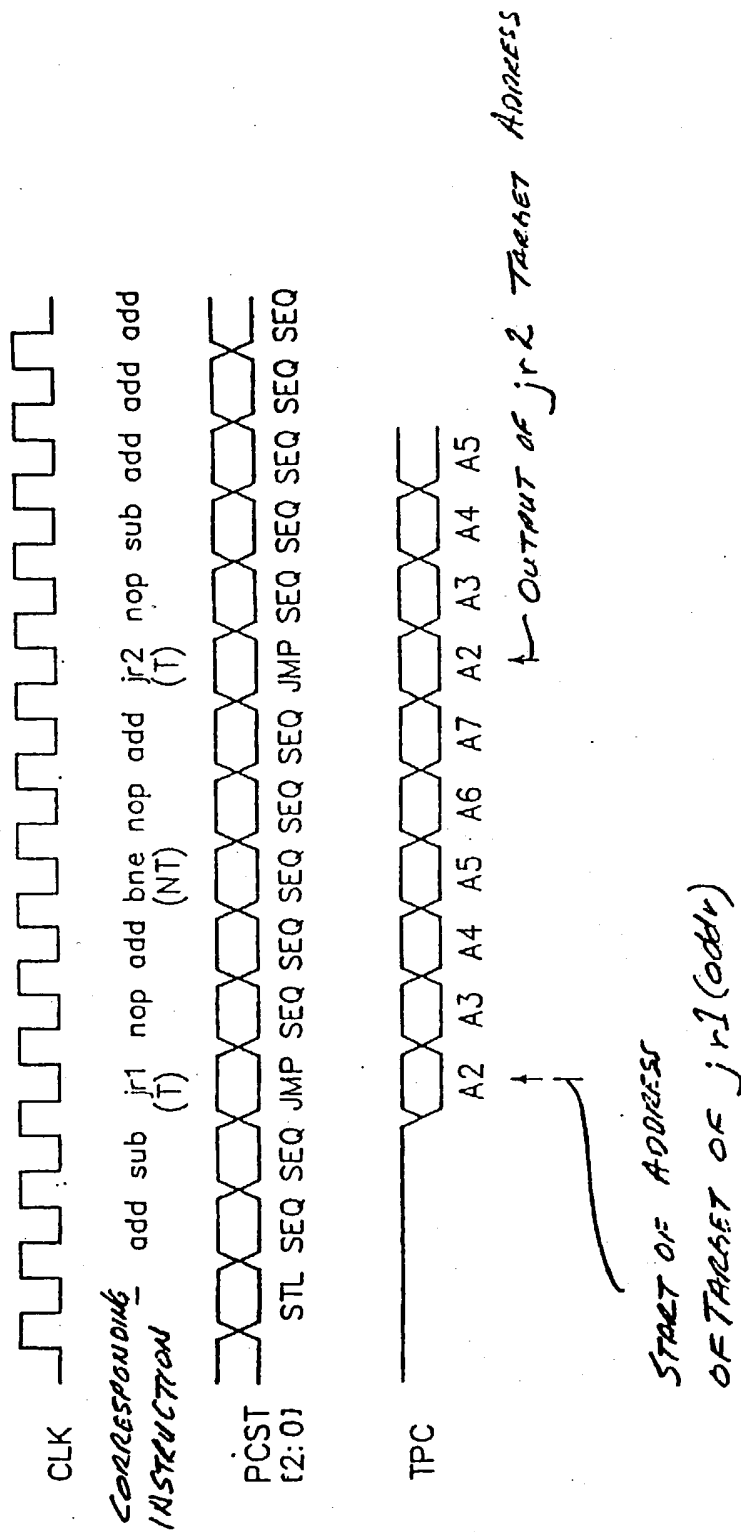 CLK
CORRESPONDING
INSTRUCTION
add sub jr1 nop add bne nop add jr2 nop sub add add add
(T) (NT) (T)
PCST
[2:0]
STL SEQ SEQ JMP SEQ SEQ SEQ SEQ SEQ JMP SEQ SEQ SEQ SEQ SEQ
TPC
A2 A3 A4 A5 A6 A7 A2 A3 A4 A5
OUTPUT OF jr2 TARGET ADDRESS
START OF ADDRESS
OF TARGET OF jr1 (addr)